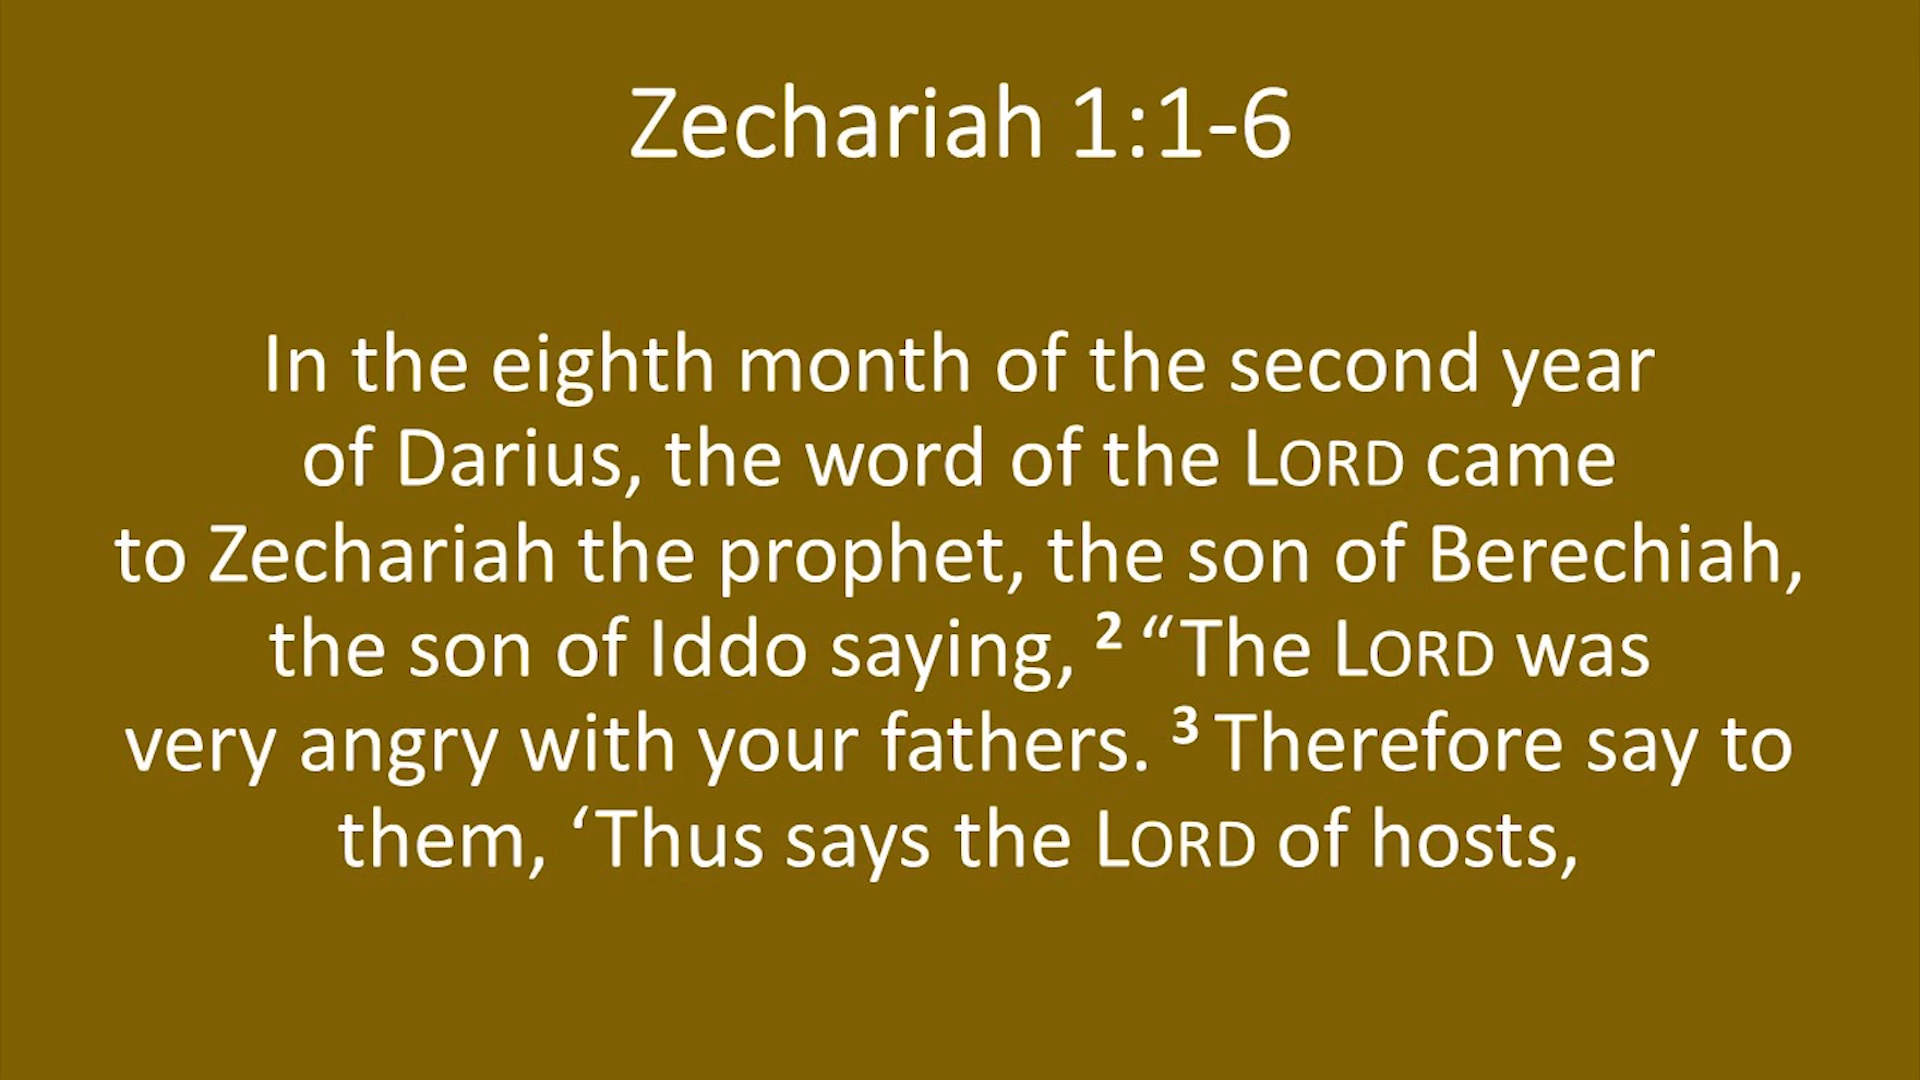 Zechariah 1:1-6
In the eighth month of the second year
of Darius, the word of the LORD came
to Zechariah the prophet, the son of Berechiah,
the son of Iddo saying, ² “The LORD was
very angry with your fathers. ³ Therefore say to
them, ‘Thus says the LORD of hosts,